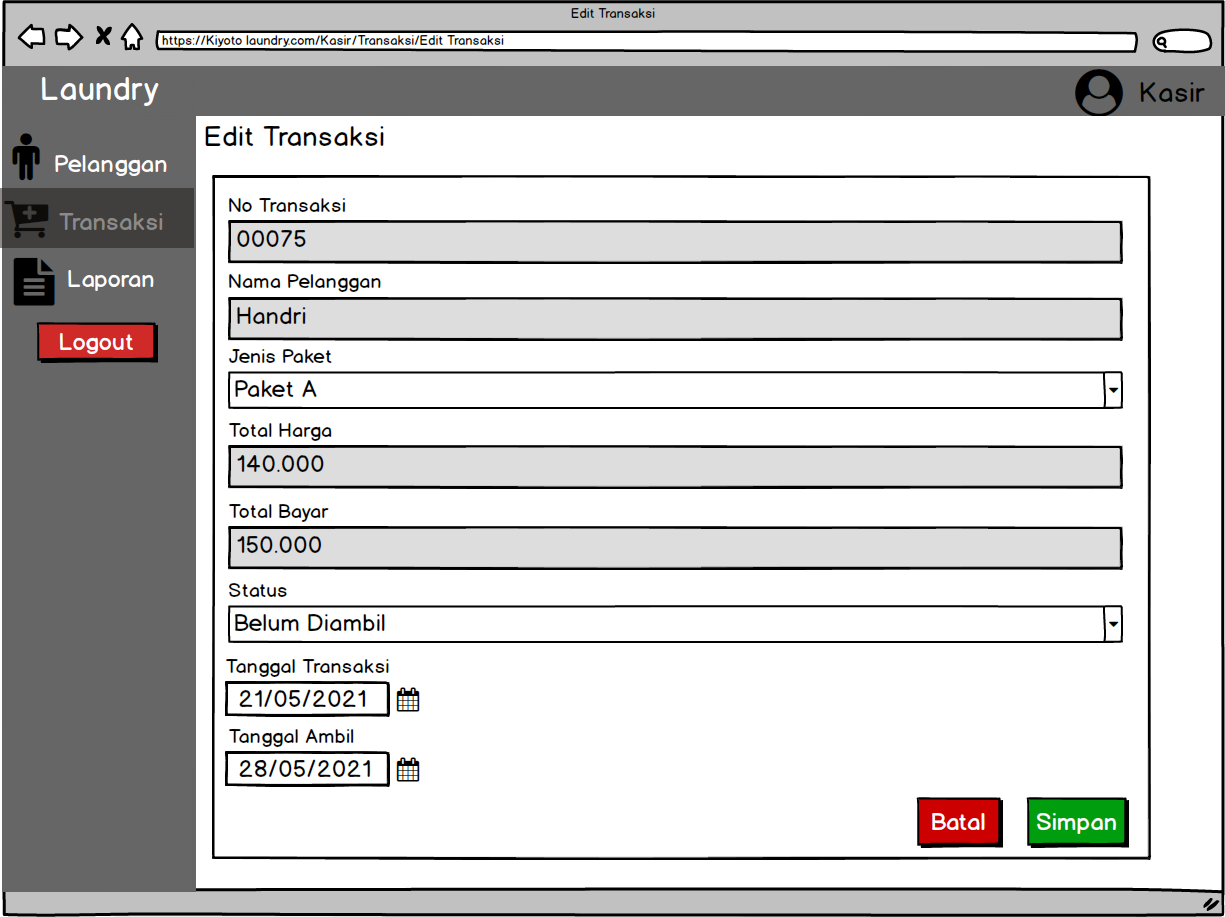 Edit Transaksi
https://Kiyoto laundry.com/Kasir/Transaksi/Edit Transaksi
Laundry
Kasir
Pelanggan
Transaksi
Laporan
Logout
Edit Transaksi
No Transaksi
00075
Nama Pelanggan
Handri
Jenis Paket
Paket A
Total Harga
140.000
Total Bayar
150.000
Status
Belum Diambil
Tanggal Transaksi
21/05/2021
Tanggal Ambil
28/05/2021
Batal
Simpan